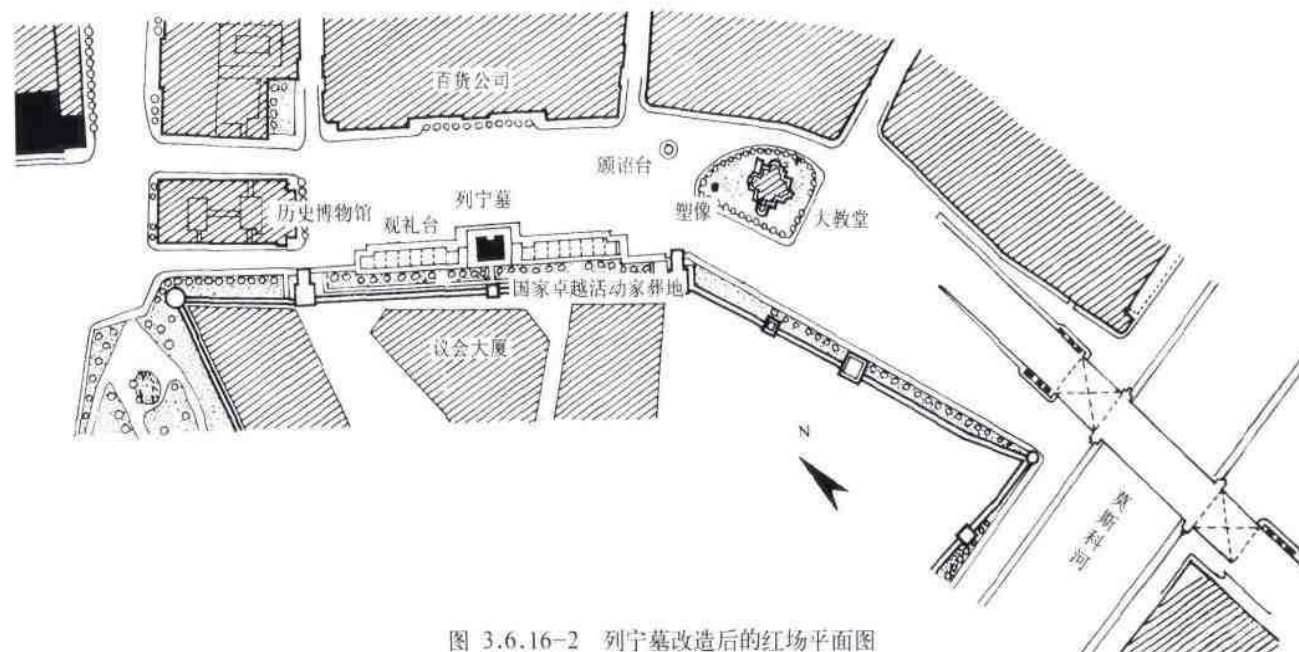 百货公司
颁诏台
列宁墓
历史博物馆
观礼台
塑像
大教堂
国家卓越活动家葬地
议会大厦
N
莫斯科河
图 3.6.16-2 列宁墓改造后的红场平面图